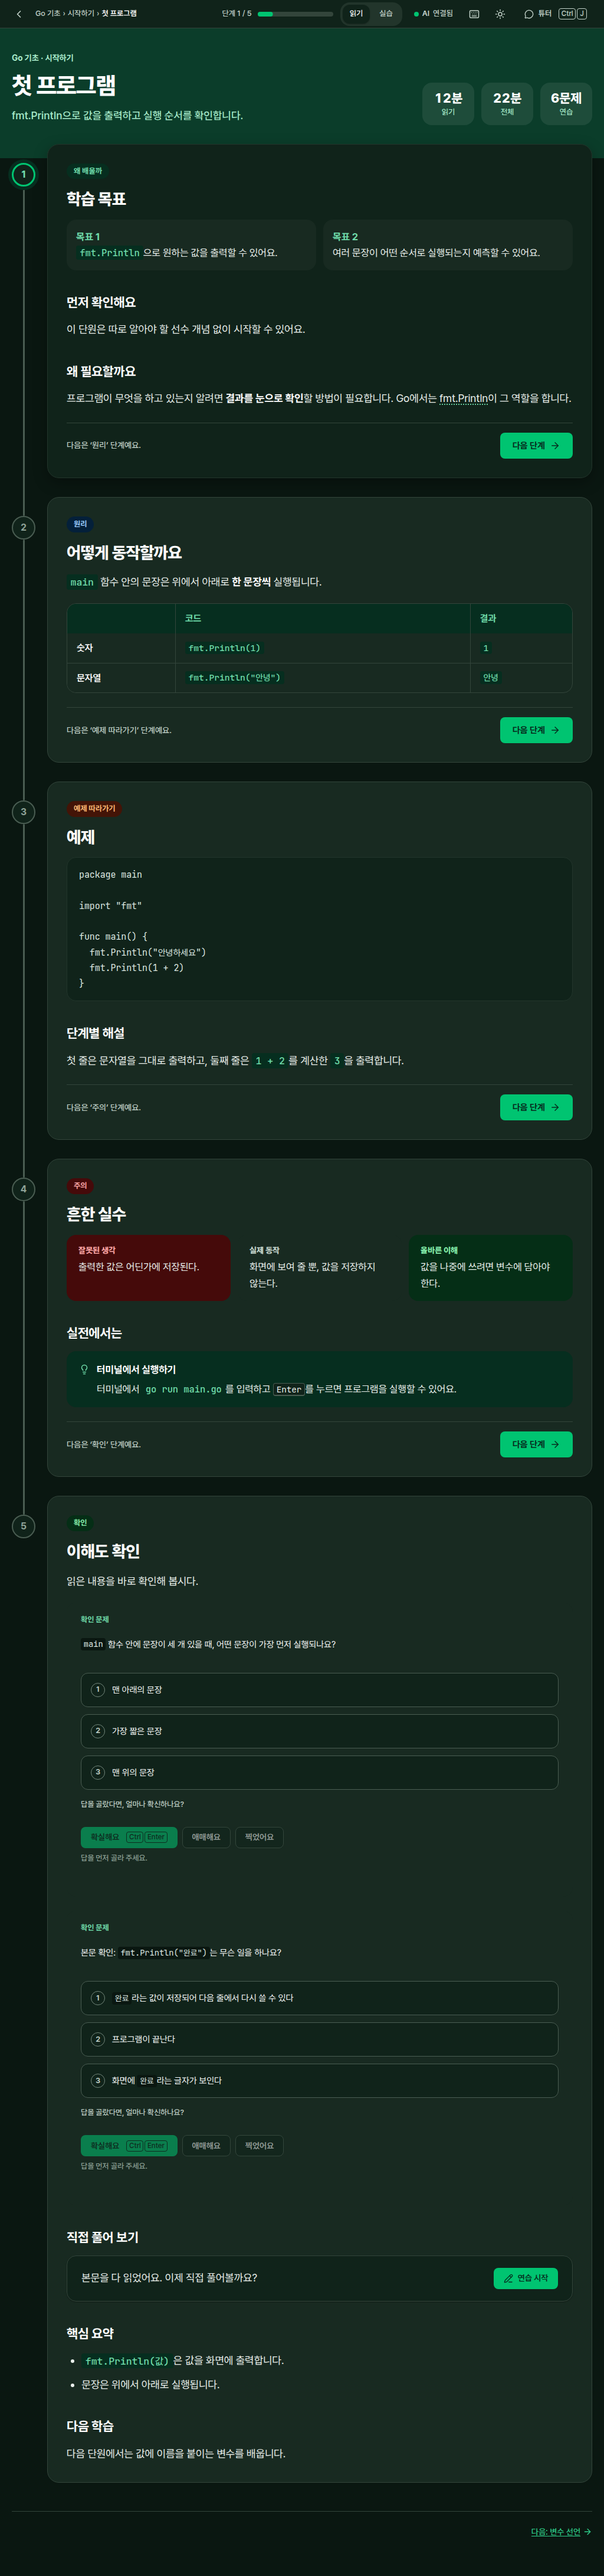 Go 기초 › 시작하기 › 첫 프로그램
단계 1 / 5
읽기
실습
AI 연결됨
튜터 Ctrl J
Go 기초 · 시작하기
첫 프로그램
fmt.Println으로 값을 출력하고 실행 순서를 확인합니다.
12분
읽기
22분
전체
6문제
연습
1
왜 배울까
학습 목표
목표 1
fmt.Println 으로 원하는 값을 출력할 수 있어요.
목표 2
여러 문장이 어떤 순서로 실행되는지 예측할 수 있어요.
먼저 확인해요
이 단원은 따로 알아야 할 선수 개념 없이 시작할 수 있어요.
왜 필요할까요
프로그램이 무엇을 하고 있는지 알려면 결과를 눈으로 확인할 방법이 필요합니다. Go에서는 fmt.Println이 그 역할을 합니다.
다음은 ‘원리’ 단계예요.
다음 단계 →
2
원리
어떻게 동작할까요
main 함수 안의 문장은 위에서 아래로 한 문장씩 실행됩니다.
코드 결과
숫자 fmt.Println(1) 1
문자열 fmt.Println("안녕") 안녕
다음은 ‘예제 따라가기’ 단계예요.
다음 단계 →
3
예제 따라가기
예제
package main
import "fmt"
func main() {
fmt.Println("안녕하세요")
fmt.Println(1 + 2)
}
단계별 해설
첫 줄은 문자열을 그대로 출력하고, 둘째 줄은 1 + 2 를 계산한 3 을 출력합니다.
다음은 ‘주의’ 단계예요.
다음 단계 →
4
주의
흔한 실수
잘못된 생각
출력한 값은 어딘가에 저장된다.
실제 동작
화면에 보여 줄 뿐, 값을 저장하지
않는다.
올바른 이해
값을 나중에 쓰려면 변수에 담아야
한다.
실전에서는
터미널에서 실행하기
터미널에서 go run main.go 를 입력하고 Enter 를 누르면 프로그램을 실행할 수 있어요.
다음은 ‘확인’ 단계예요.
다음 단계 →
5
확인
이해도 확인
읽은 내용을 바로 확인해 봅시다.
확인 문제
main 함수 안에 문장이 세 개 있을 때, 어떤 문장이 가장 먼저 실행되나요?
1 맨 아래의 문장
2 가장 짧은 문장
3 맨 위의 문장
답을 골랐다면, 얼마나 확신하나요?
확실해요 Ctrl Enter
애매해요
찍었어요
답을 먼저 골라 주세요.
확인 문제
본문 확인: fmt.Println("완료") 는 무슨 일을 하나요?
1 완료 라는 값이 저장되어 다음 줄에서 다시 쓸 수 있다
2 프로그램이 끝난다
3 화면에 완료 라는 글자가 보인다
답을 골랐다면, 얼마나 확신하나요?
확실해요 Ctrl Enter
애매해요
찍었어요
답을 먼저 골라 주세요.
직접 풀어 보기
본문을 다 읽었어요. 이제 직접 풀어볼까요?
연습 시작
핵심 요약
• fmt.Println(값) 은 값을 화면에 출력합니다.
• 문장은 위에서 아래로 실행됩니다.
다음 학습
다음 단원에서는 값에 이름을 붙이는 변수를 배웁니다.
다음: 변수 선언 →